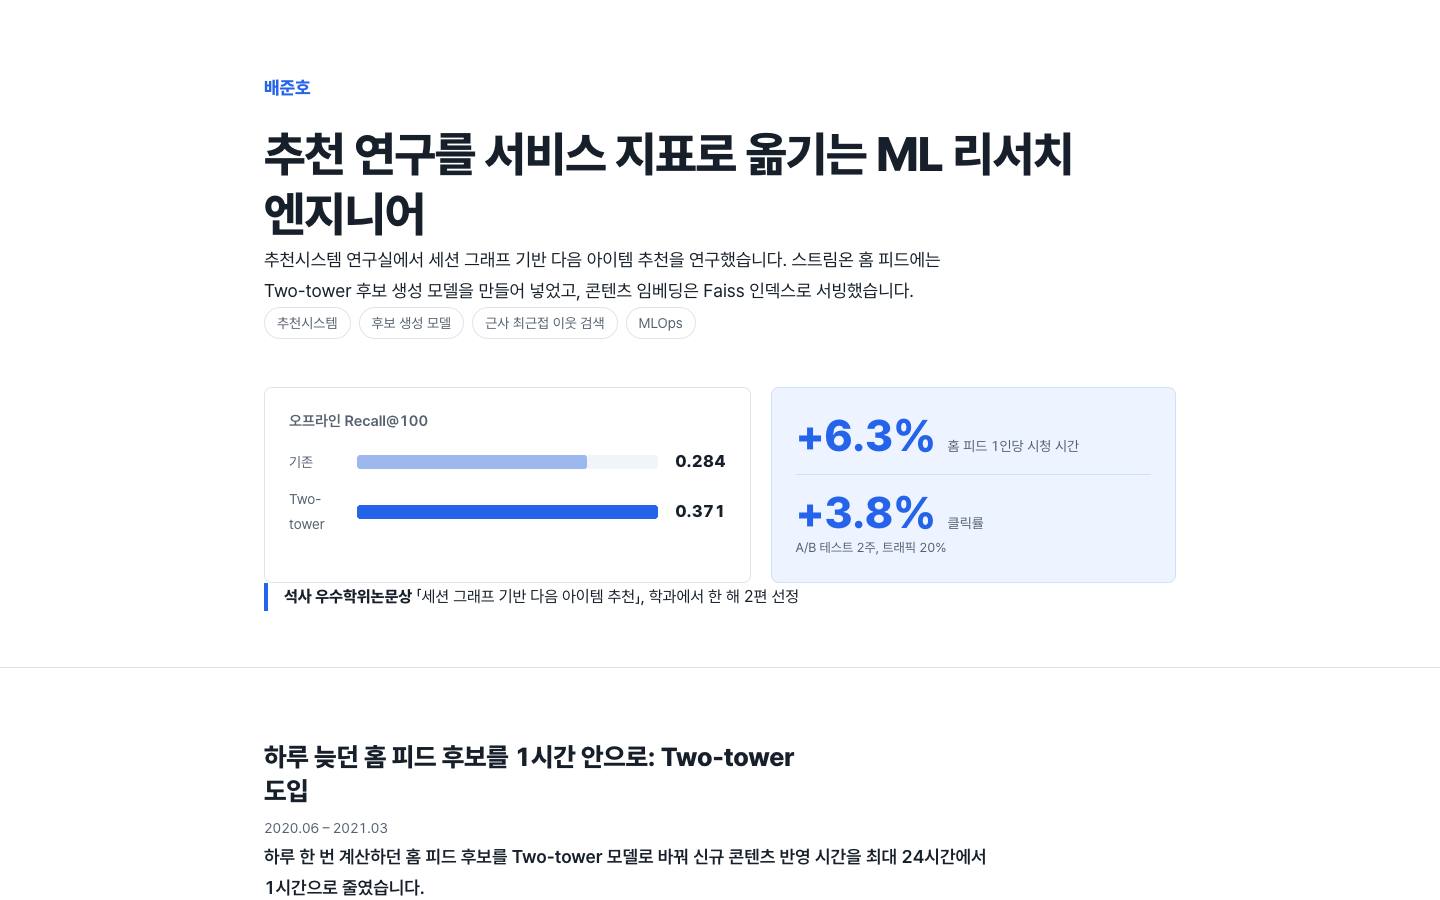 배준호
추천 연구를 서비스 지표로 옮기는 ML 리서치
엔지니어
추천시스템 연구실에서 세션 그래프 기반 다음 아이템 추천을 연구했습니다. 스트림온 홈 피드에는
Two-tower 후보 생성 모델을 만들어 넣었고, 콘텐츠 임베딩은 Faiss 인덱스로 서빙했습니다.
추천시스템 후보 생성 모델 근사 최근접 이웃 검색 MLOps
오프라인 Recall@100
기존 0.284
Two-
tower 0.371
+6.3% 홈 피드 1인당 시청 시간
+3.8% 클릭률
A/B 테스트 2주, 트래픽 20%
석사 우수학위논문상 「세션 그래프 기반 다음 아이템 추천」, 학과에서 한 해 2편 선정
하루 늦던 홈 피드 후보를 1시간 안으로: Two-tower
도입
2020.06 – 2021.03
하루 한 번 계산하던 홈 피드 후보를 Two-tower 모델로 바꿔 신규 콘텐츠 반영 시간을 최대 24시간에서
1시간으로 줄였습니다.